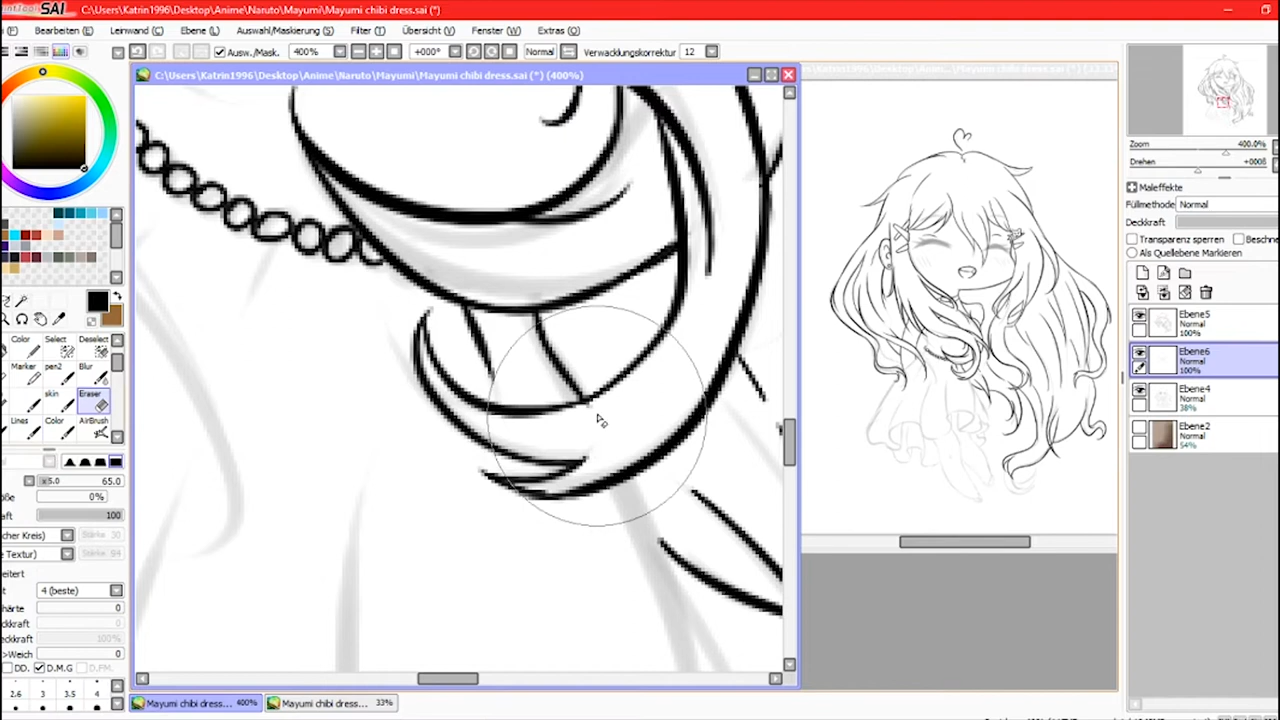 SAI C:\Users\Katrin1996\Desktop\Anime\Naruto\Mayumi\Mayumi chibi dress.sai (*)
Bearbeiten (E) Leinwand (C) Ebene (L) Auswahl/Maskierung (S) Filter (T) Übersicht (V) Fenster (W) Extras (O)
Ausw./Mask. 400% +000° Normal Verwacklungskorrektur 12
C:\Users\Katrin1996\Desktop\Anime\Naruto\Mayumi\Mayumi chibi dress.sai (*) (400%)
Zoom 400.0%
Drehen +000ß
Maleffekte
Füllmethode Normal
Deckkraft
Transparenz sperren Beschne
Als Quellebene Markieren
Ebene5
Normal
100%
Ebene6
Normal
100%
Ebene4
Normal
38%
Ebene2
Normal
54%
Color Select Deselect
Marker pen2 Blur
skin Eraser
Lines Color AirBrush
x5.0 65.0
öße 0%
aft 100
cher Kreis) Stärke 30
e Textur) Stärke 94
eitert
t 4 (beste)
härte 0
ckkraft 0
deckkraft 100%
>Weich 0
DD. D.M.G D.FM.
2.6 3 3.5 4
Mayumi chibi dress... 400% Mayumi chibi dress... 33%